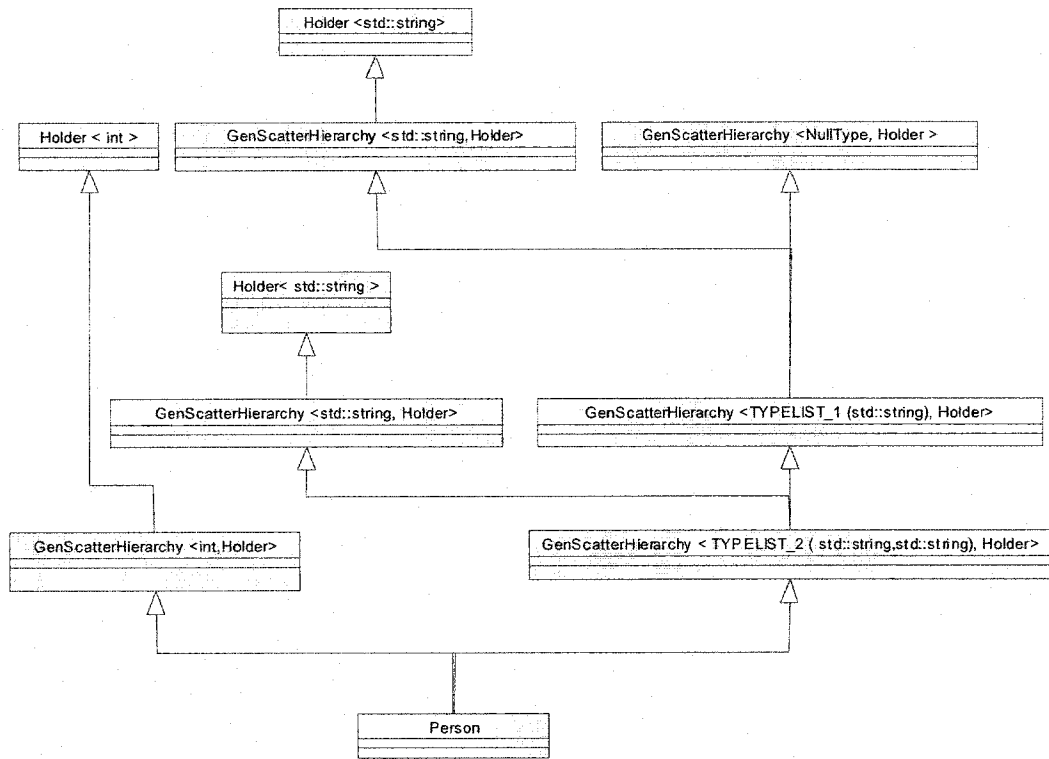 Holder <std::string>
Holder < int >
GenScatterHierarchy <std::string,Holder>
GenScatterHierarchy <NullType, Holder >
Holder< std::string >
GenScatterHierarchy <std::string, Holder>
GenScatterHierarchy <TYPELIST_1 (std::string), Holder>
GenScatterHierarchy <int,Holder>
GenScatterHierarchy < TYPELIST_2 ( std::string,std::string), Holder>
Person